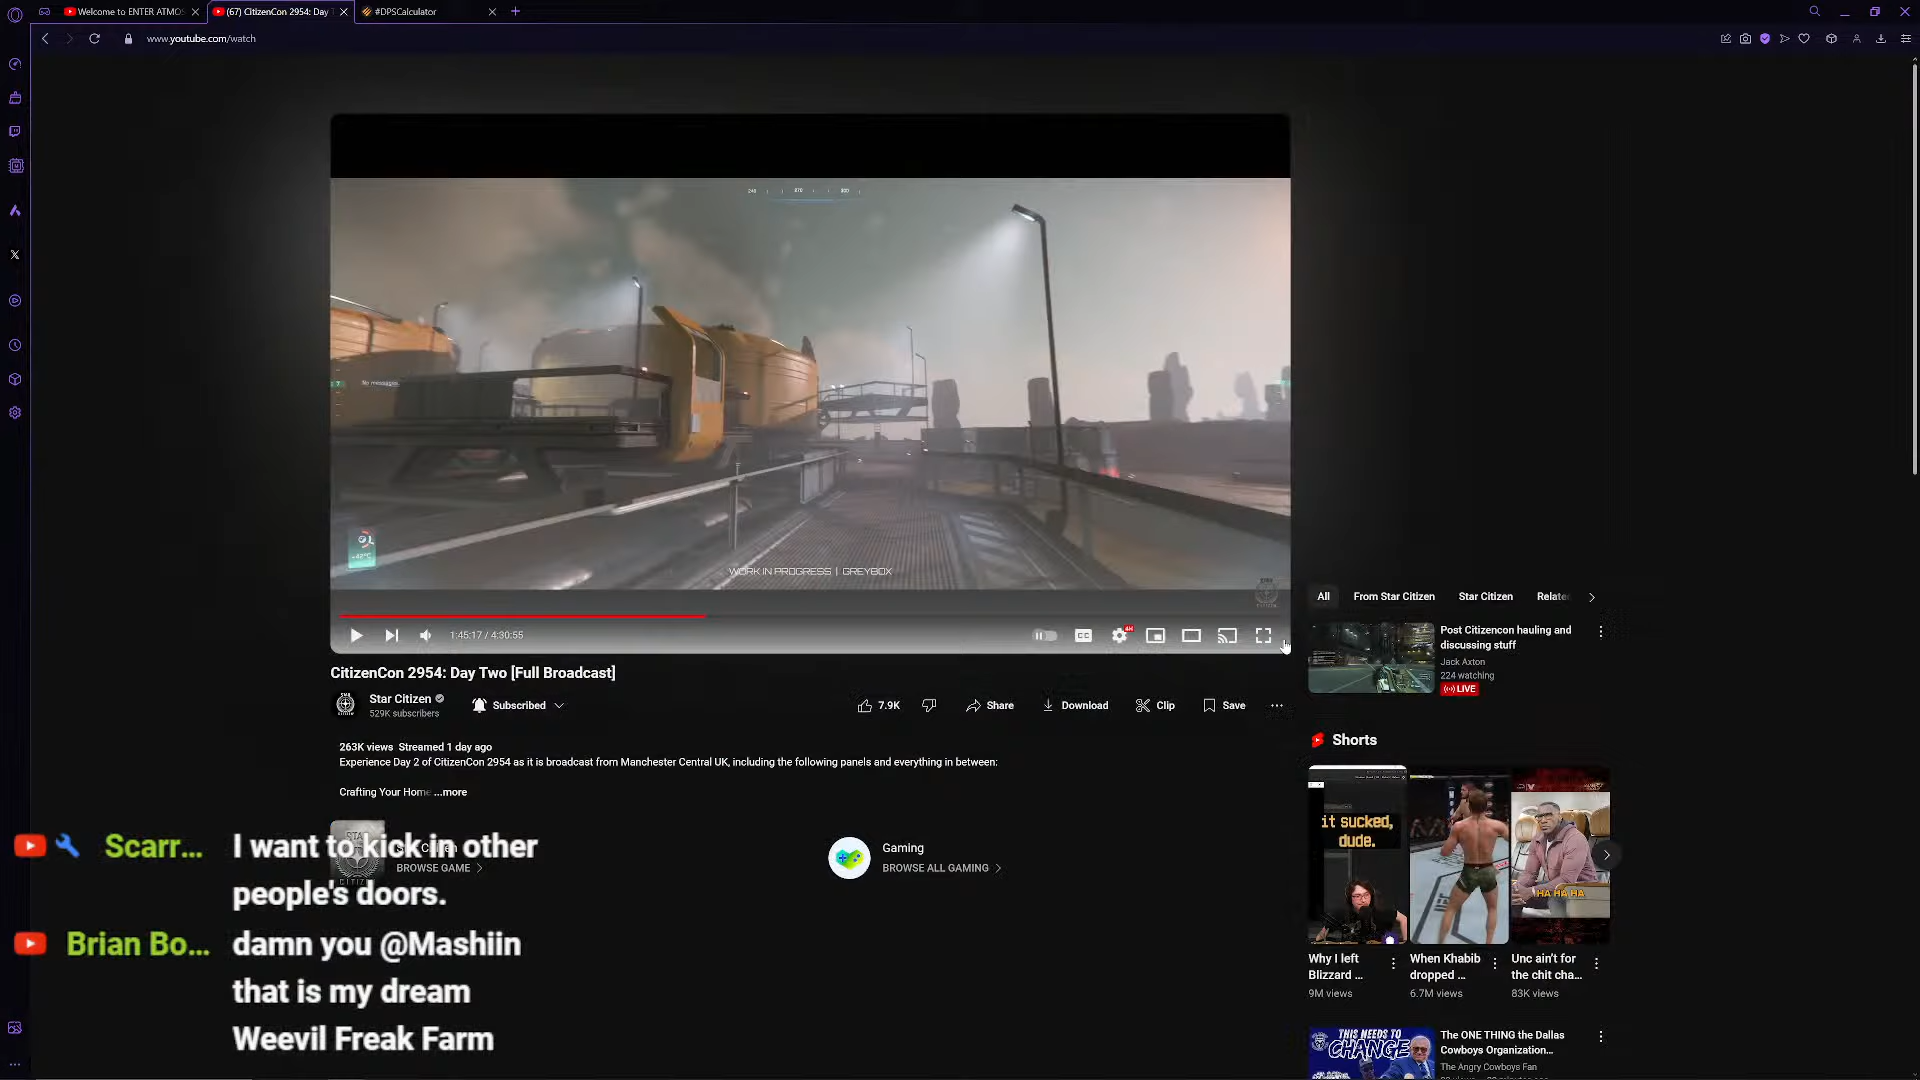 Welcome to ENTER ATMOS
(67) CitizenCon 2954: Day T
#DPSCalculator
www.youtube.com/watch
240
270
300
No messages
-42°C
WORK IN PROGRESS | GREYBOX
1:45:17 / 4:30:55
CC
CitizenCon 2954: Day Two [Full Broadcast]
Star Citizen
529K subscribers
Subscribed
7.9K
Share
Download
Clip
Save
263K views Streamed 1 day ago
Experience Day 2 of CitizenCon 2954 as it is broadcast from Manchester Central UK, including the following panels and everything in between:
Crafting Your Home ...more
BROWSE GAME
Gaming
BROWSE ALL GAMING
Scarr... I want to kick in other
people's doors.
Brian Bo... damn you @Mashiin
that is my dream
Weevil Freak Farm
All
From Star Citizen
Star Citizen
Relate
Post Citizencon hauling and
discussing stuff
Jack Axton
224 watching
LIVE
Shorts
it sucked,
dude.
HA HA HA
Why I left
Blizzard ...
9M views
When Khabib
dropped ...
6.7M views
Unc ain't for
the chit cha...
83K views
THIS NEEDS TO
CHANGE
The ONE THING the Dallas
Cowboys Organization...
The Angry Cowboys Fan